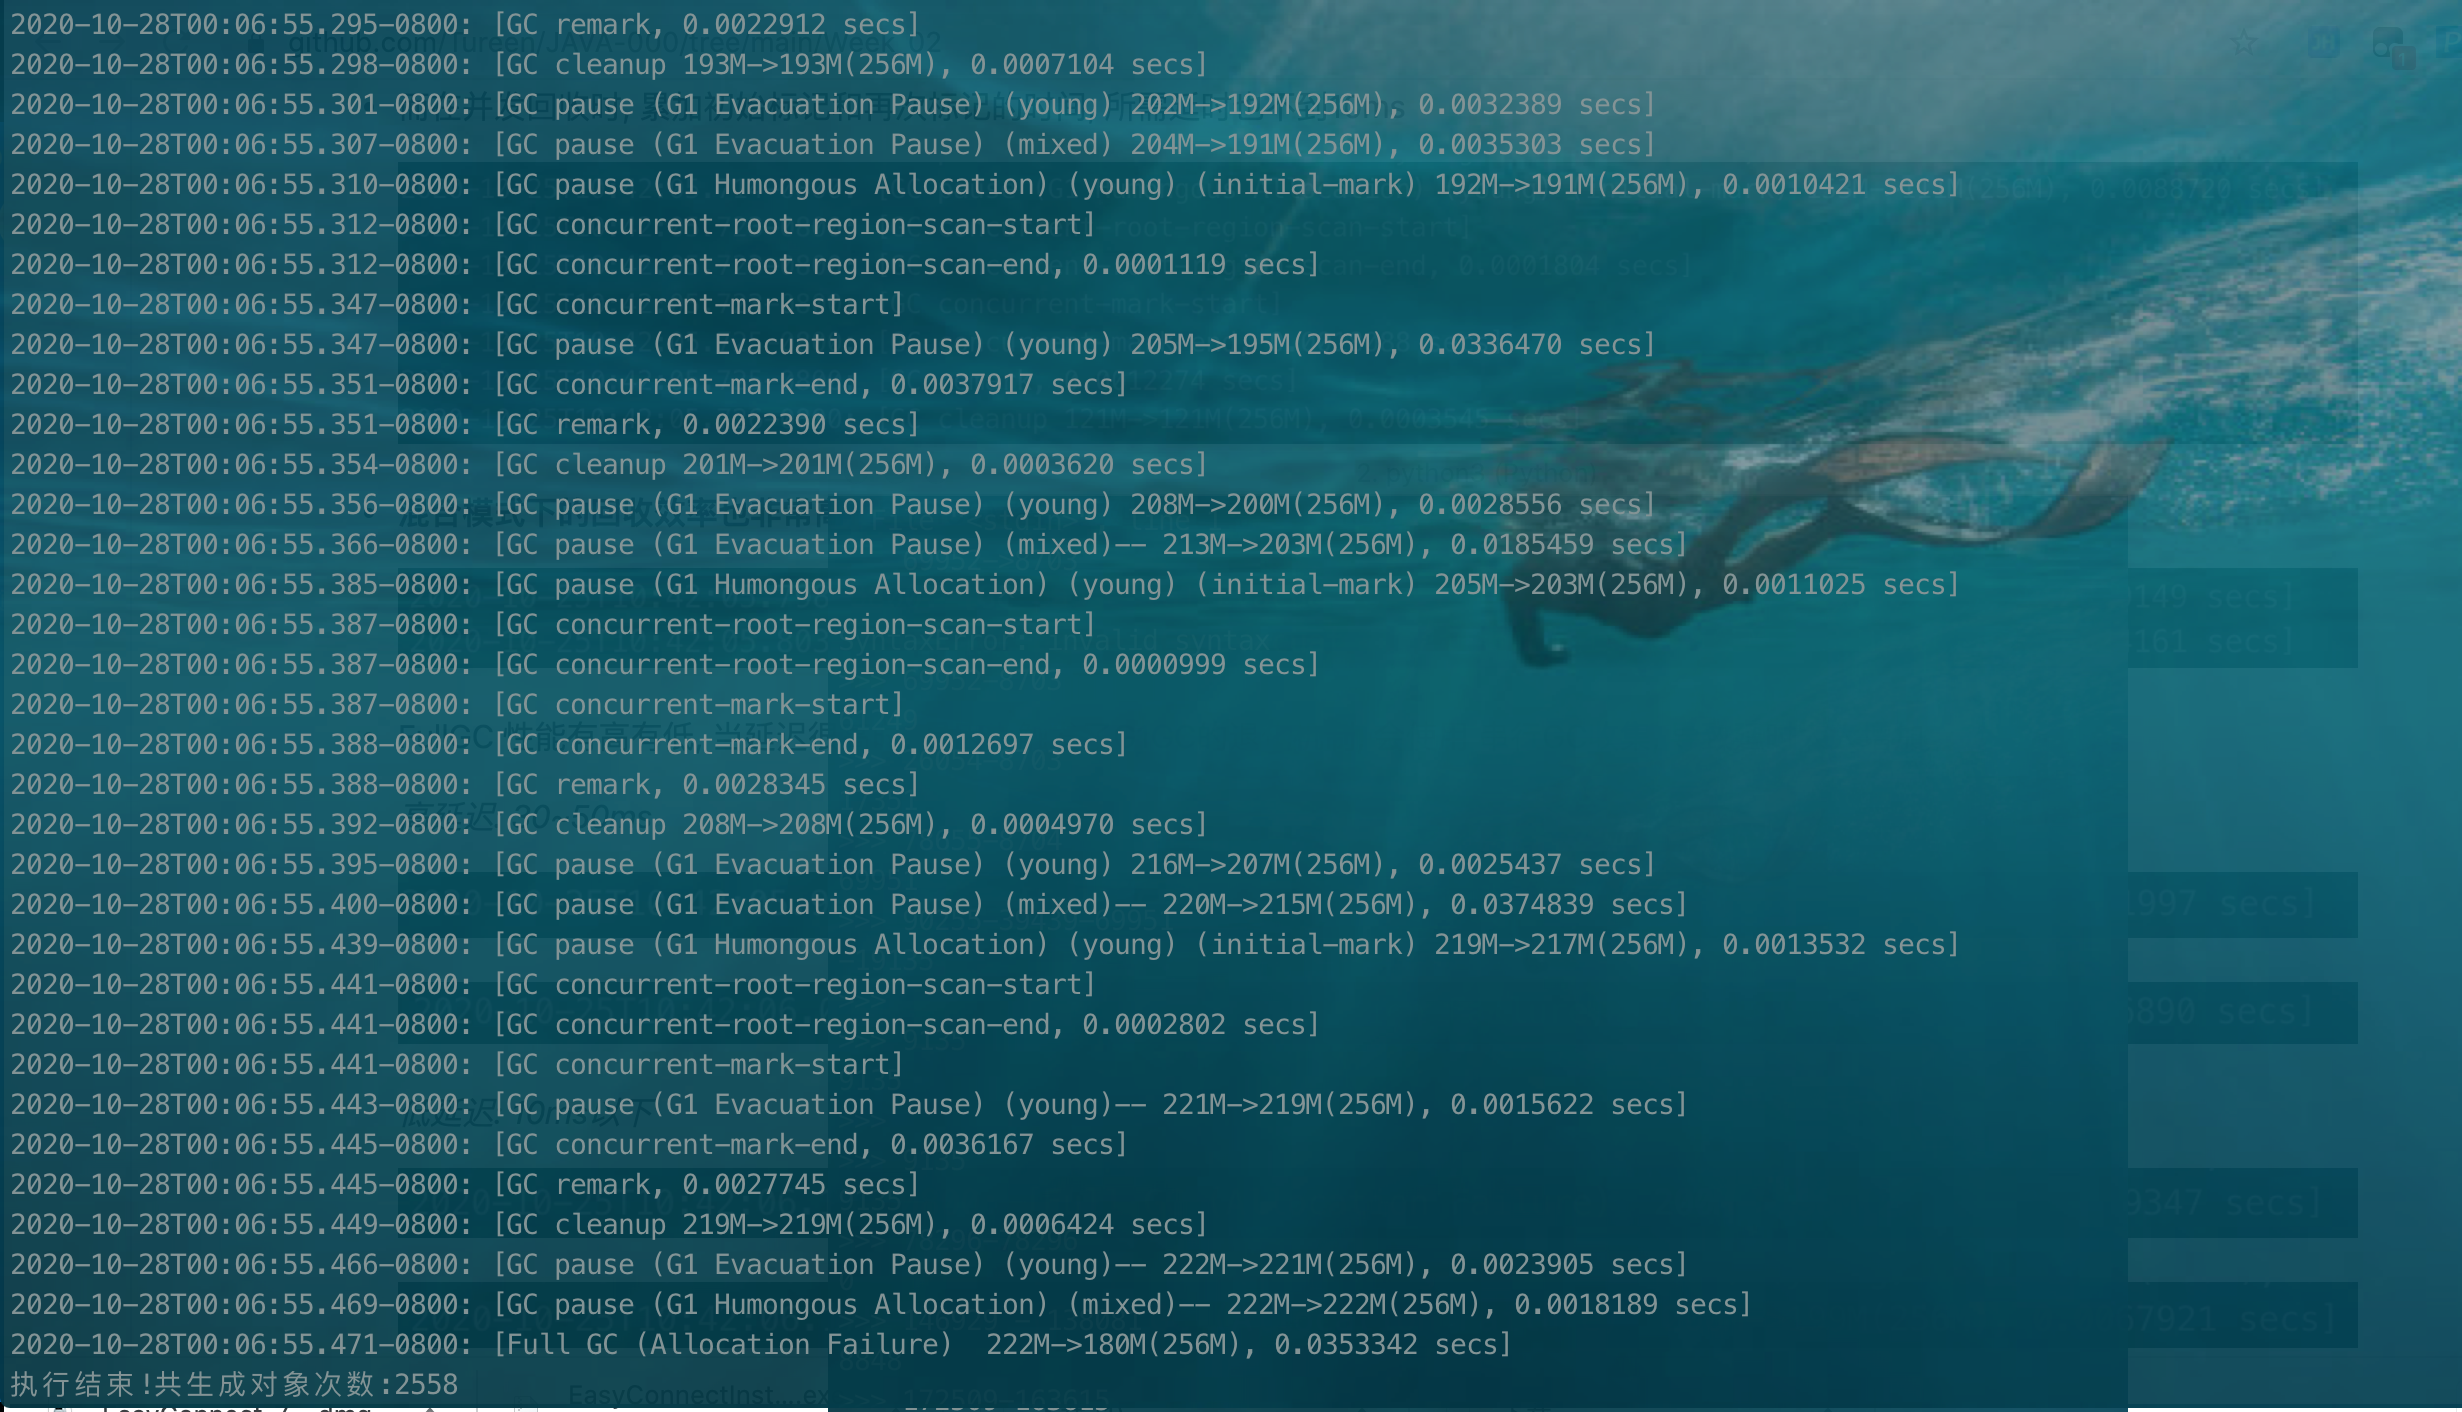 2020-10-28T00:06:55.295-0800: [GC remark, 0.0022912 secs]
2020-10-28T00:06:55.298-0800: [GC cleanup 193M->193M(256M), 0.0007104 secs]
2020-10-28T00:06:55.301-0800: [GC pause (G1 Evacuation Pause) (young) 202M->192M(256M), 0.0032389 secs]
2020-10-28T00:06:55.307-0800: [GC pause (G1 Evacuation Pause) (mixed) 204M->191M(256M), 0.0035303 secs]
2020-10-28T00:06:55.310-0800: [GC pause (G1 Humongous Allocation) (young) (initial-mark) 192M->191M(256M), 0.0010421 secs]
2020-10-28T00:06:55.312-0800: [GC concurrent-root-region-scan-start]
2020-10-28T00:06:55.312-0800: [GC concurrent-root-region-scan-end, 0.0001119 secs]
2020-10-28T00:06:55.347-0800: [GC concurrent-mark-start]
2020-10-28T00:06:55.347-0800: [GC pause (G1 Evacuation Pause) (young) 205M->195M(256M), 0.0336470 secs]
2020-10-28T00:06:55.351-0800: [GC concurrent-mark-end, 0.0037917 secs]
2020-10-28T00:06:55.351-0800: [GC remark, 0.0022390 secs]
2020-10-28T00:06:55.354-0800: [GC cleanup 201M->201M(256M), 0.0003620 secs]
2020-10-28T00:06:55.356-0800: [GC pause (G1 Evacuation Pause) (young) 208M->200M(256M), 0.0028556 secs]
2020-10-28T00:06:55.366-0800: [GC pause (G1 Evacuation Pause) (mixed)-- 213M->203M(256M), 0.0185459 secs]
2020-10-28T00:06:55.385-0800: [GC pause (G1 Humongous Allocation) (young) (initial-mark) 205M->203M(256M), 0.0011025 secs]
2020-10-28T00:06:55.387-0800: [GC concurrent-root-region-scan-start]
2020-10-28T00:06:55.387-0800: [GC concurrent-root-region-scan-end, 0.0000999 secs]
2020-10-28T00:06:55.387-0800: [GC concurrent-mark-start]
2020-10-28T00:06:55.388-0800: [GC concurrent-mark-end, 0.0012697 secs]
2020-10-28T00:06:55.388-0800: [GC remark, 0.0028345 secs]
2020-10-28T00:06:55.392-0800: [GC cleanup 208M->208M(256M), 0.0004970 secs]
2020-10-28T00:06:55.395-0800: [GC pause (G1 Evacuation Pause) (young) 216M->207M(256M), 0.0025437 secs]
2020-10-28T00:06:55.400-0800: [GC pause (G1 Evacuation Pause) (mixed)-- 220M->215M(256M), 0.0374839 secs]
2020-10-28T00:06:55.439-0800: [GC pause (G1 Humongous Allocation) (young) (initial-mark) 219M->217M(256M), 0.0013532 secs]
2020-10-28T00:06:55.441-0800: [GC concurrent-root-region-scan-start]
2020-10-28T00:06:55.441-0800: [GC concurrent-root-region-scan-end, 0.0002802 secs]
2020-10-28T00:06:55.441-0800: [GC concurrent-mark-start]
2020-10-28T00:06:55.443-0800: [GC pause (G1 Evacuation Pause) (young)-- 221M->219M(256M), 0.0015622 secs]
2020-10-28T00:06:55.445-0800: [GC concurrent-mark-end, 0.0036167 secs]
2020-10-28T00:06:55.445-0800: [GC remark, 0.0027745 secs]
2020-10-28T00:06:55.449-0800: [GC cleanup 219M->219M(256M), 0.0006424 secs]
2020-10-28T00:06:55.466-0800: [GC pause (G1 Evacuation Pause) (young)-- 222M->221M(256M), 0.0023905 secs]
2020-10-28T00:06:55.469-0800: [GC pause (G1 Humongous Allocation) (mixed)-- 222M->222M(256M), 0.0018189 secs]
2020-10-28T00:06:55.471-0800: [Full GC (Allocation Failure)  222M->180M(256M), 0.0353342 secs]
执行结束!共生成对象次数:2558